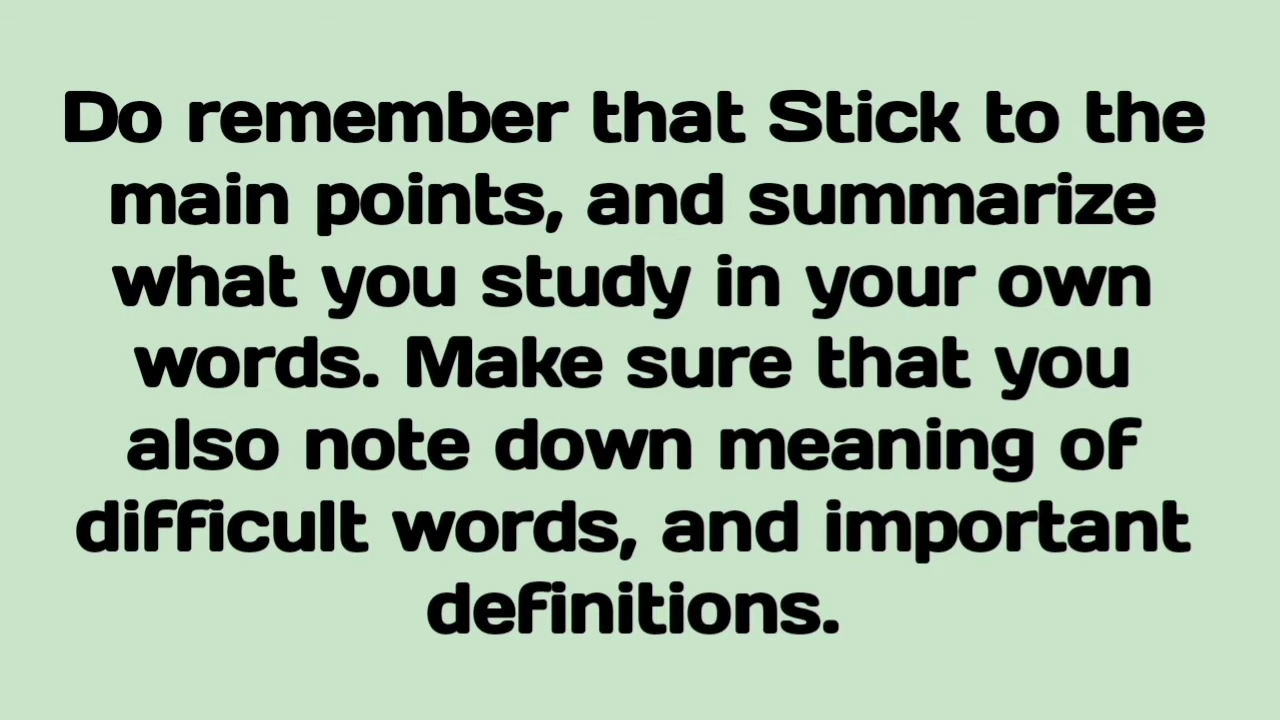 Do remember that Stick to the
main points, and summarize
what you study in your own
words. Make sure that you
also note down meaning of
difficult words, and important
definitions.